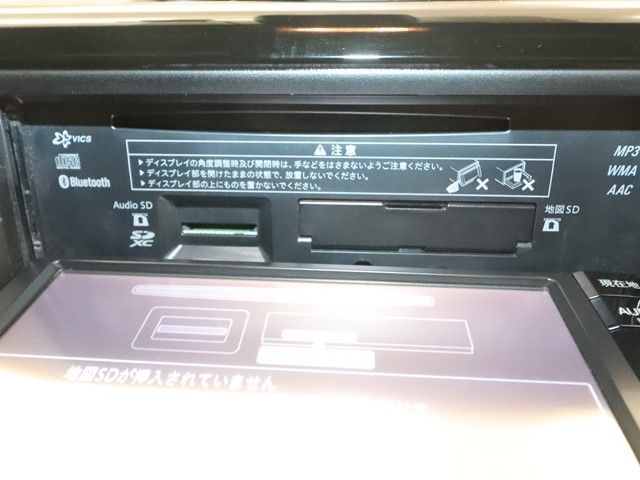 VICS
Bluetooth
注意
▶ディスプレイの角度調整時及び開閉時は、手などをはさまないようご注意ください。
▶ディスプレイ部を開けたままの状態で、放置しないでください。
▶ディスプレイ部の上にものを置かないでください。
MP3
WMA
AAC
Audio SD
SD
XC
地図SD
現在地
地図SDが挿入されていません